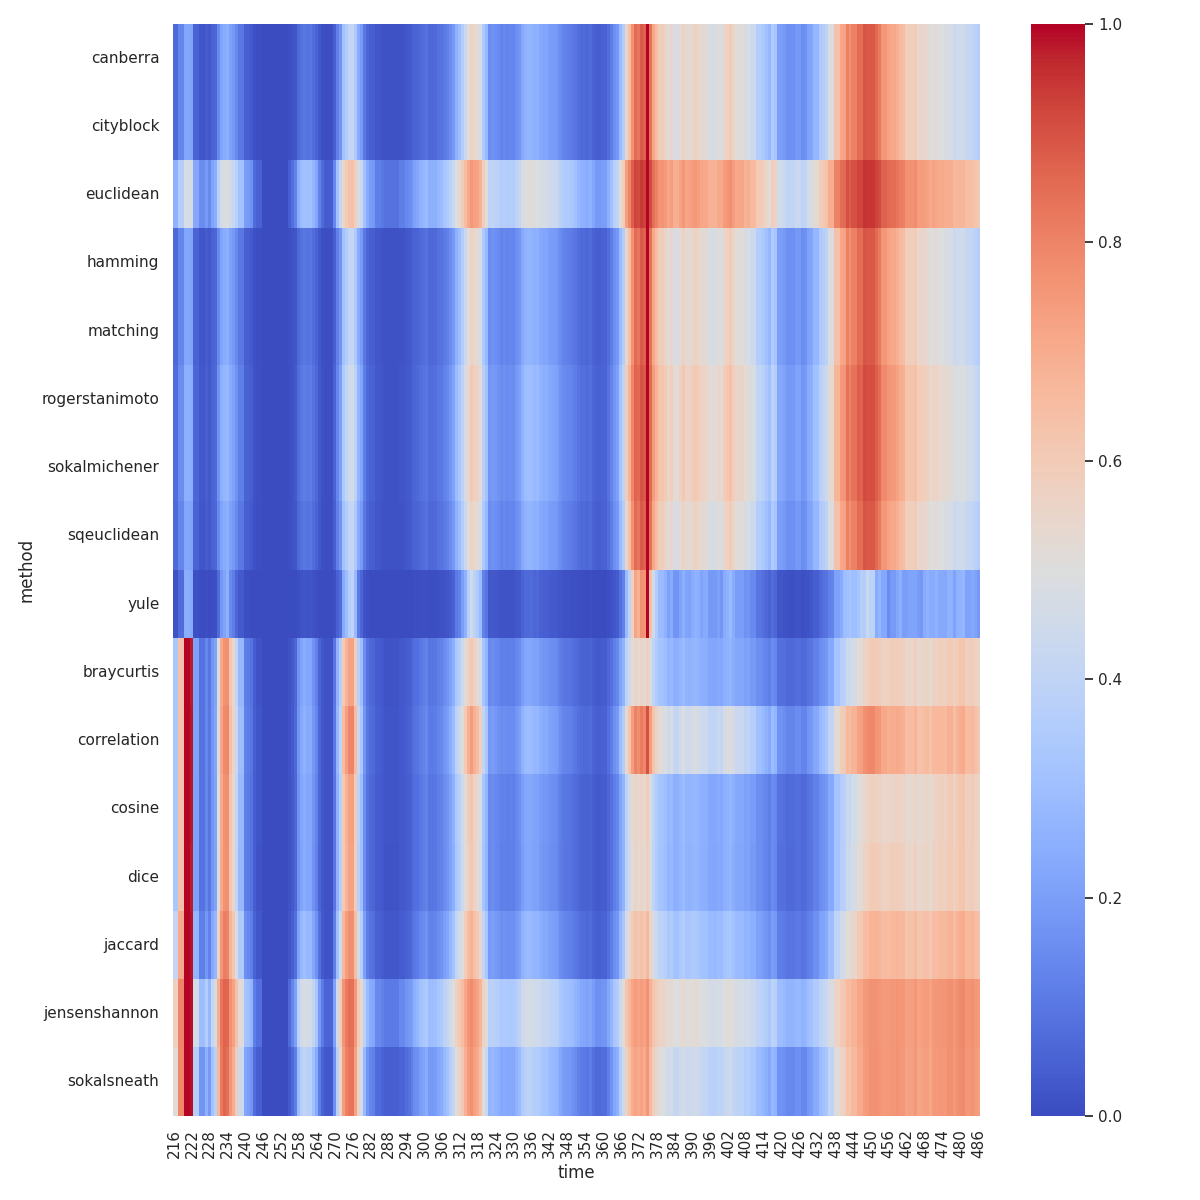 canberra
cityblock
euclidean
hamming
matching
rogerstanimoto
sokalmichener
sqeuclidean
yule
braycurtis
correlation
cosine
dice
jaccard
jensenshannon
sokalsneath
method
216 222 228 234 240 246 252 258 264 270 276 282 288 294 300 306 312 318 324 330 336 342 348 354 360 366 372 378 384 390 396 402 408 414 420 426 432 438 444 450 456 462 468 474 480 486
time
1.0
0.8
0.6
0.4
0.2
0.0